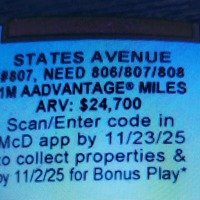 STATES AVENUE
#807, NEED 806/807/808
1M AADVANTAGE® MILES
ARV: $24,700
Scan/Enter code in
McD app by 11/23/25
to collect properties &
by 11/2/25 for Bonus Play*